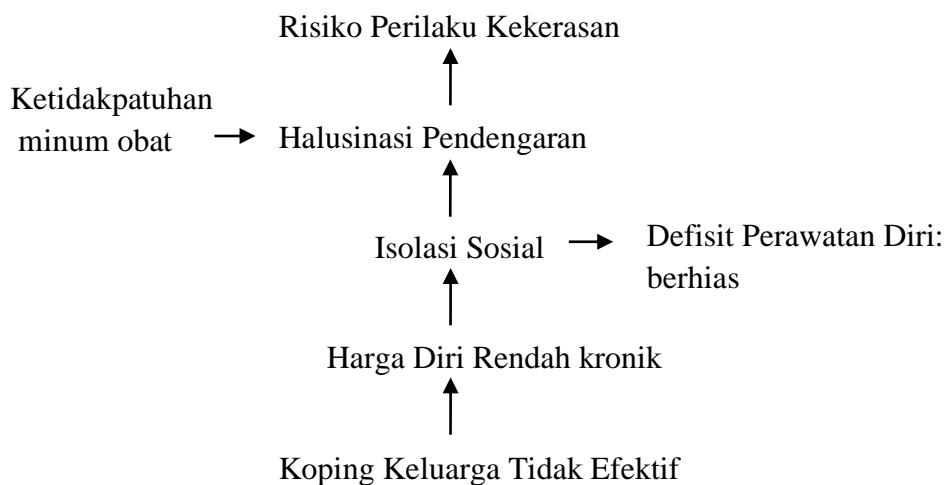 Risiko Perilaku Kekerasan
Ketidakpatuhan
minum obat
Halusinasi Pendengaran
Isolasi Sosial
Defisit Perawatan Diri:
berhias
Harga Diri Rendah kronik
Koping Keluarga Tidak Efektif